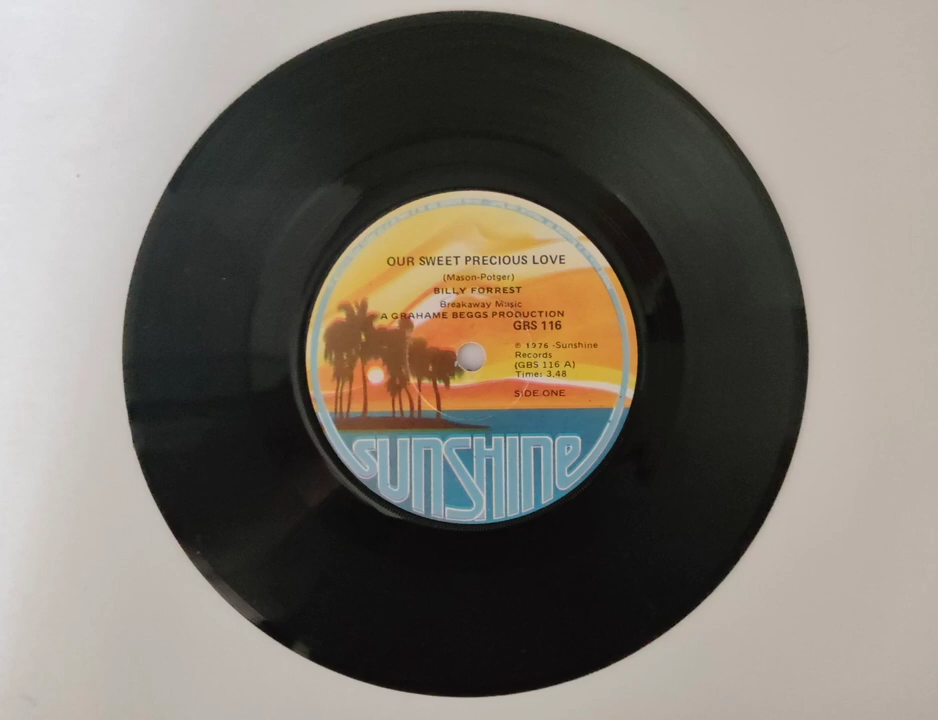 OUR SWEET PRECIOUS LOVE
(Mason-Potger)
BILLY FORREST
Breakaway Music
A GRAHAME BEGGS PRODUCTION
GRS 116
℗ 1976 -Sunshine
Records
(GBS 116 A)
Time: 3,48
SIDE ONE
SUNSHINE